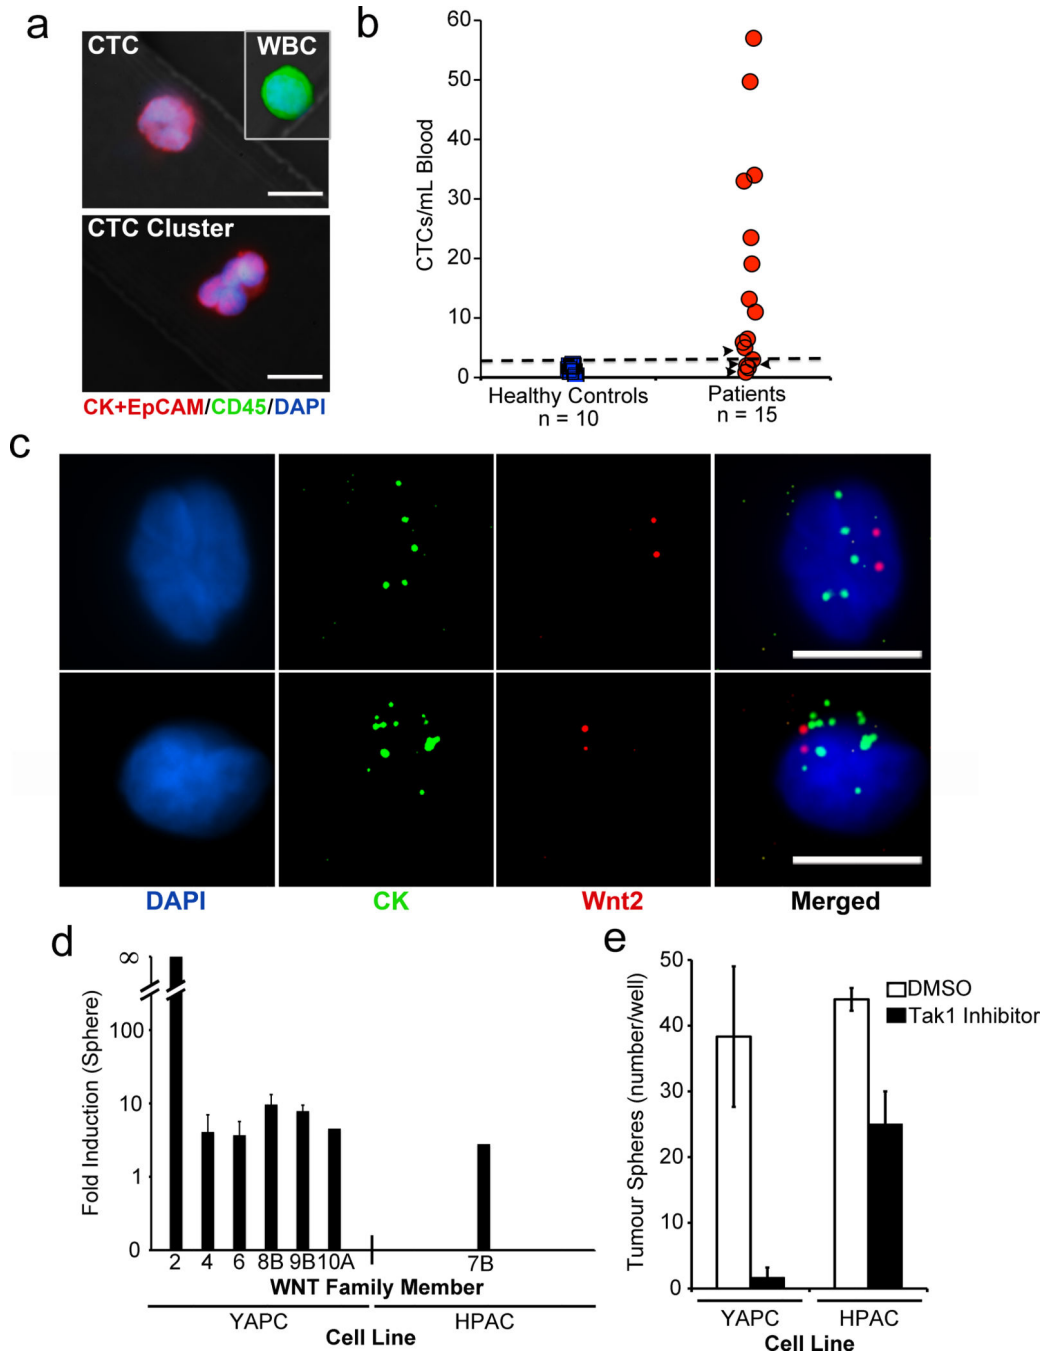 a
CTC
WBC
CTC Cluster
CK+EpCAM/CD45/DAPI
b
CTCs/mL Blood
60
50
40
30
20
10
0
Healthy Controls
n = 10
Patients
n = 15
c
DAPI
CK
Wnt2
Merged
d
Fold Induction (Sphere)
∞
100
10
1
0
2 4 6 8B 9B 10A 7B
WNT Family Member
YAPC HPAC
Cell Line
e
Tumour Spheres (number/well)
50
40
30
20
10
0
DMSO
Tak1 Inhibitor
YAPC HPAC
Cell Line